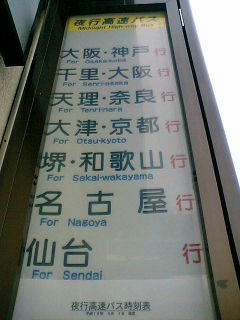 夜行高速バス
Midnight High-way Bus
大阪・神戸行
For Osaka-kobe
千里・大阪行
For Senri-osaka
天理・奈良行
For Tenri-nara
大津・京都行
For Otsu-kyoto
堺・和歌山行
For Sakai-wakayama
名古屋行
For Nagoya
仙台行
For Sendai
夜行高速バス時刻表